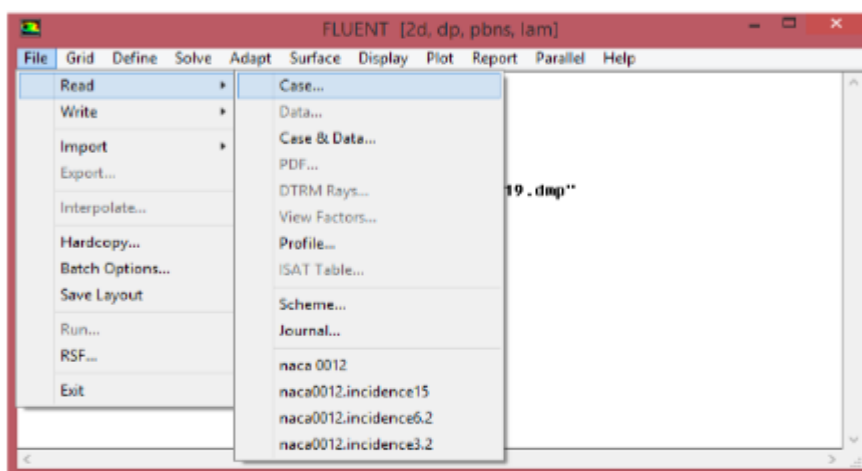 FLUENT [2d, dp, pbns, lam]
File Grid Define Solve Adapt Surface Display Plot Report Parallel Help
Read
Write
Import
Export...
Interpolate...
Hardcopy...
Batch Options...
Save Layout
Run...
RSF...
Exit
Case...
Data...
Case & Data...
PDF...
DTRM Rays...
View Factors...
Profile...
ISAT Table...
Scheme...
Journal...
naca 0012
naca0012.incidence15
naca0012.incidence6.2
naca0012.incidence3.2
19.dmp"